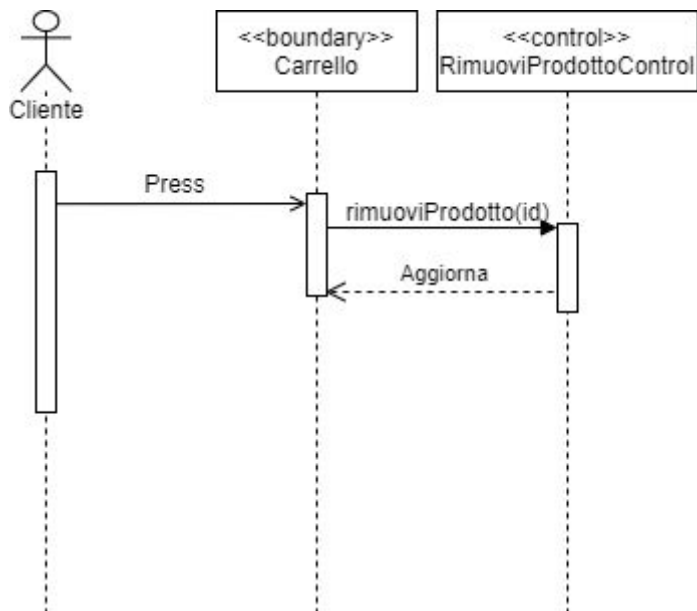 <<boundary>>
Carrello
<<control>>
RimuoviProdottoControl
Cliente
Press
rimuoviProdotto(id)
Aggiorna